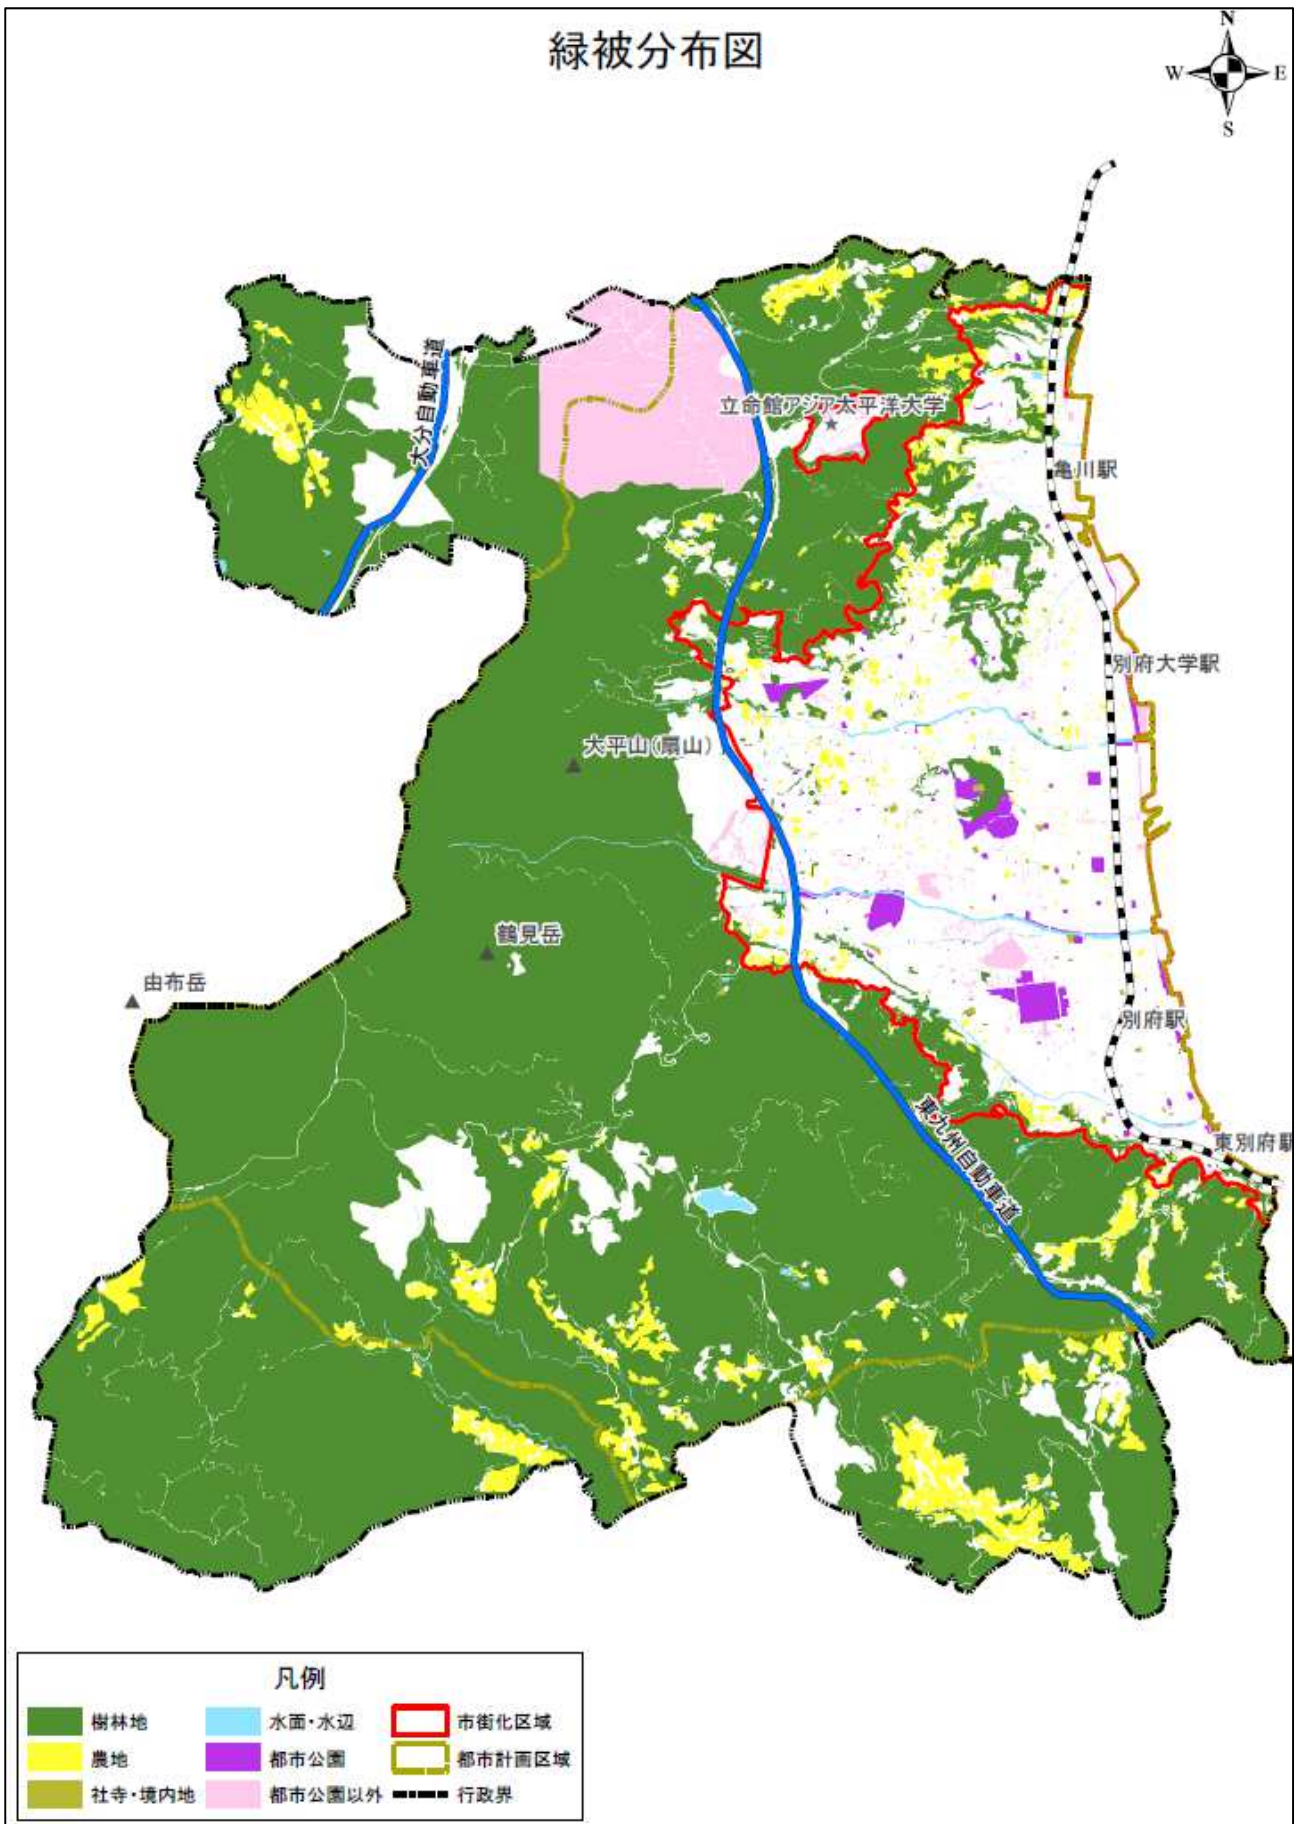 緑被分布図
N
W
E
S
大分自動車道
立命館アジア太平洋大学
亀川駅
別府大学駅
大平山(扇山)
鶴見岳
由布岳
別府駅
東九州自動車道
東別府駅
凡例
樹林地
水面・水辺
市街化区域
農地
都市公園
都市計画区域
社寺・境内地
都市公園以外
行政界